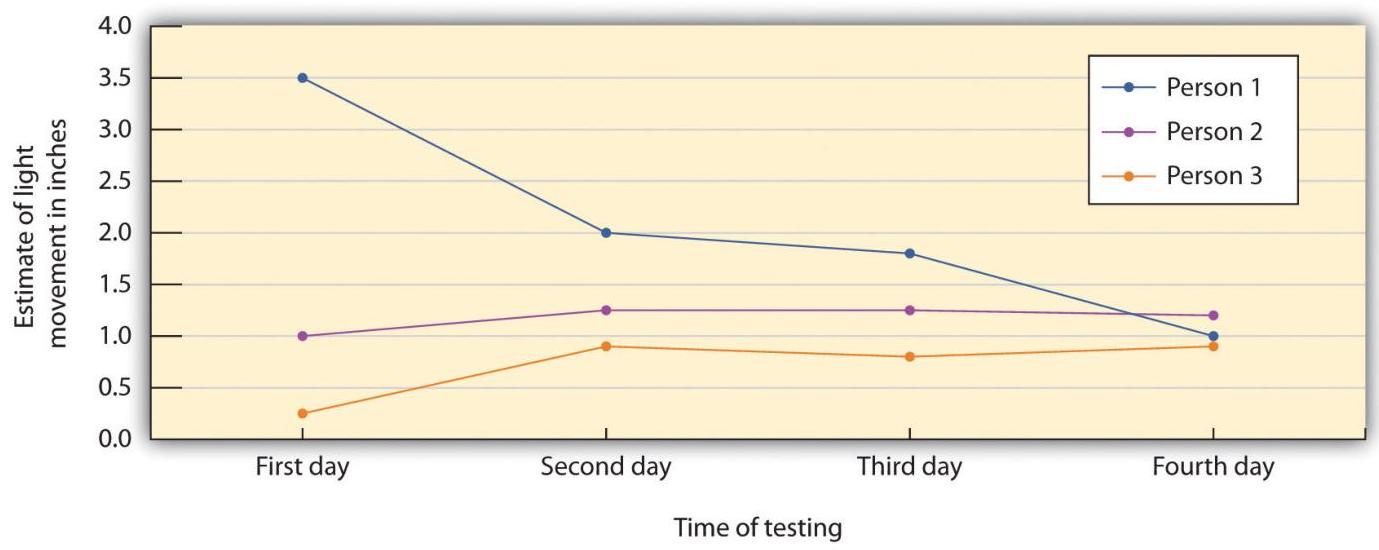 4.0
3.5
3.0
2.5
2.0
1.5
1.0
0.5
0.0
Estimate of light
movement in inches
Person 1
Person 2
Person 3
First day
Second day
Third day
Fourth day
Time of testing